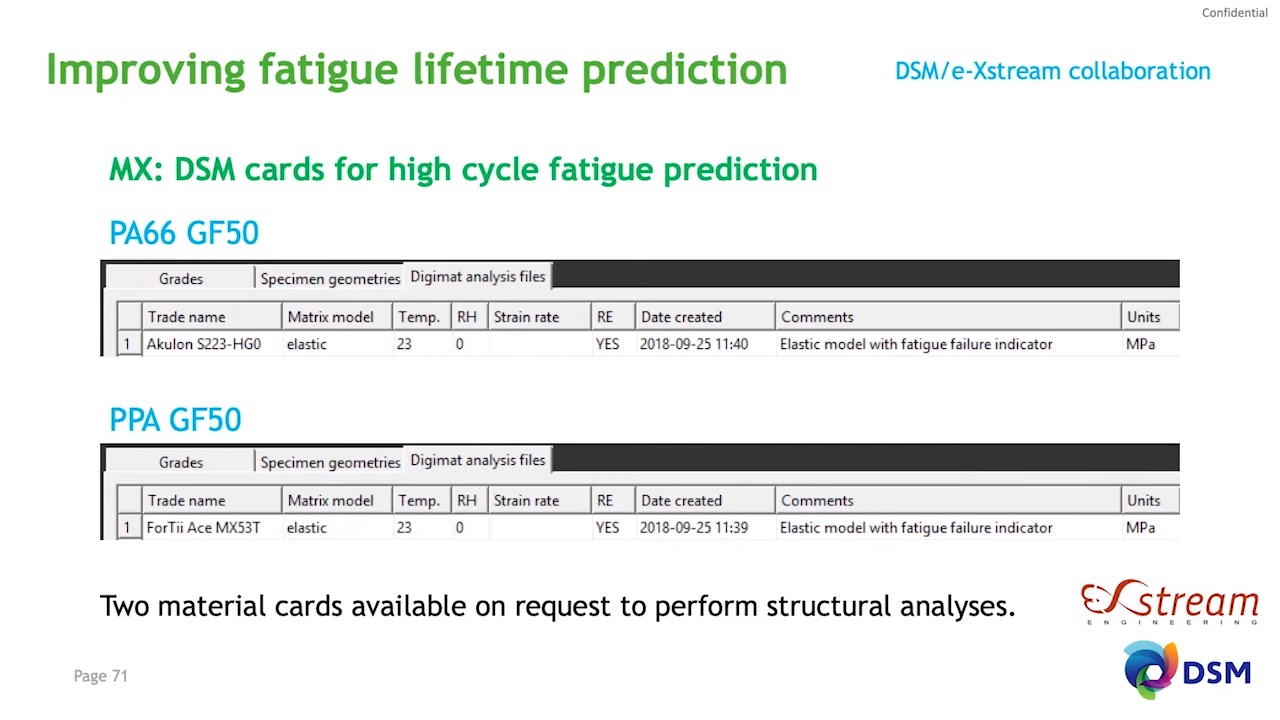 Confidential
Improving fatigue lifetime prediction
DSM/e-Xstream collaboration
MX: DSM cards for high cycle fatigue prediction
PA66 GF50
Grades Specimen geometries Digimat analysis files
Trade name Matrix model Temp. RH Strain rate RE Date created Comments Units
1 Akulon S223-HG0 elastic 23 0 YES 2018-09-25 11:40 Elastic model with fatigue failure indicator MPa
PPA GF50
Grades Specimen geometries Digimat analysis files
Trade name Matrix model Temp. RH Strain rate RE Date created Comments Units
1 ForTii Ace MX53T elastic 23 0 YES 2018-09-25 11:39 Elastic model with fatigue failure indicator MPa
Two material cards available on request to perform structural analyses.
eXstream
ENGINEERING
Page 71
DSM